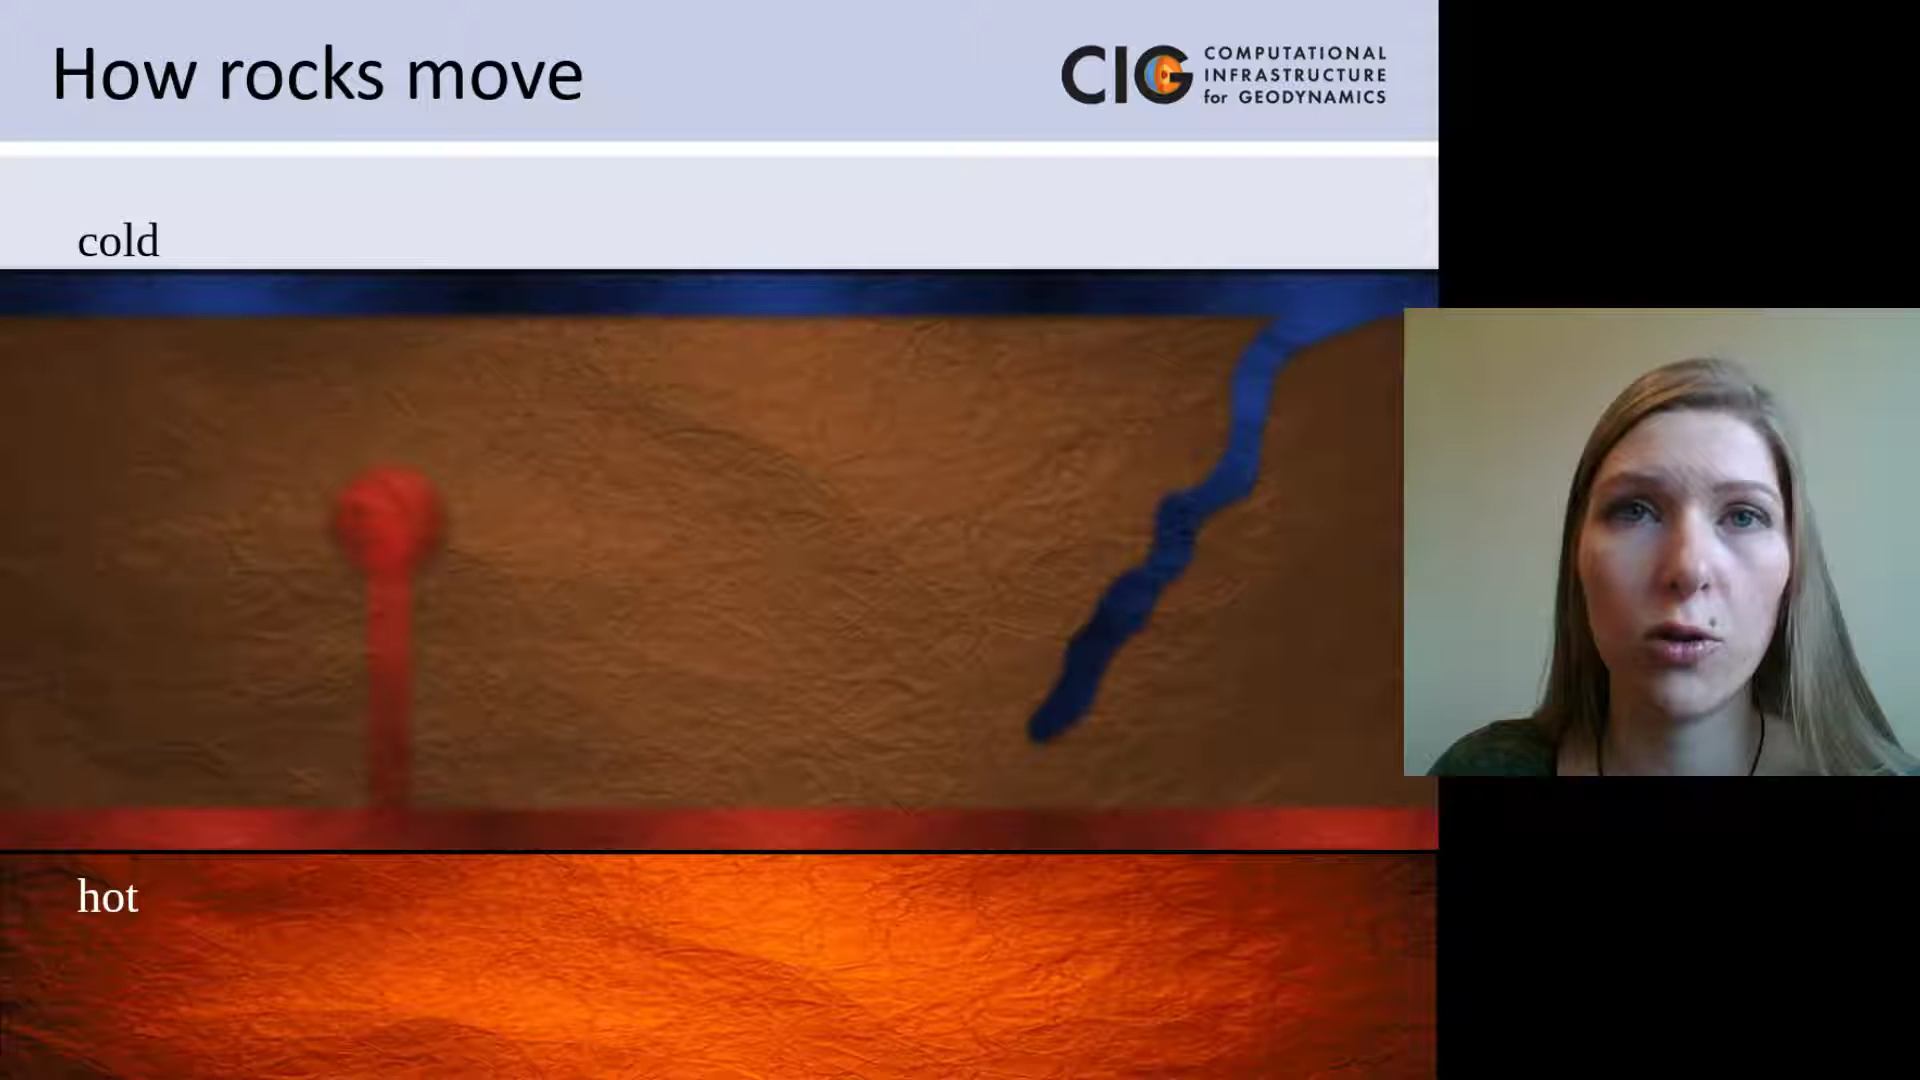 How rocks move
CIG
COMPUTATIONAL
INFRASTRUCTURE
for GEODYNAMICS
cold
hot